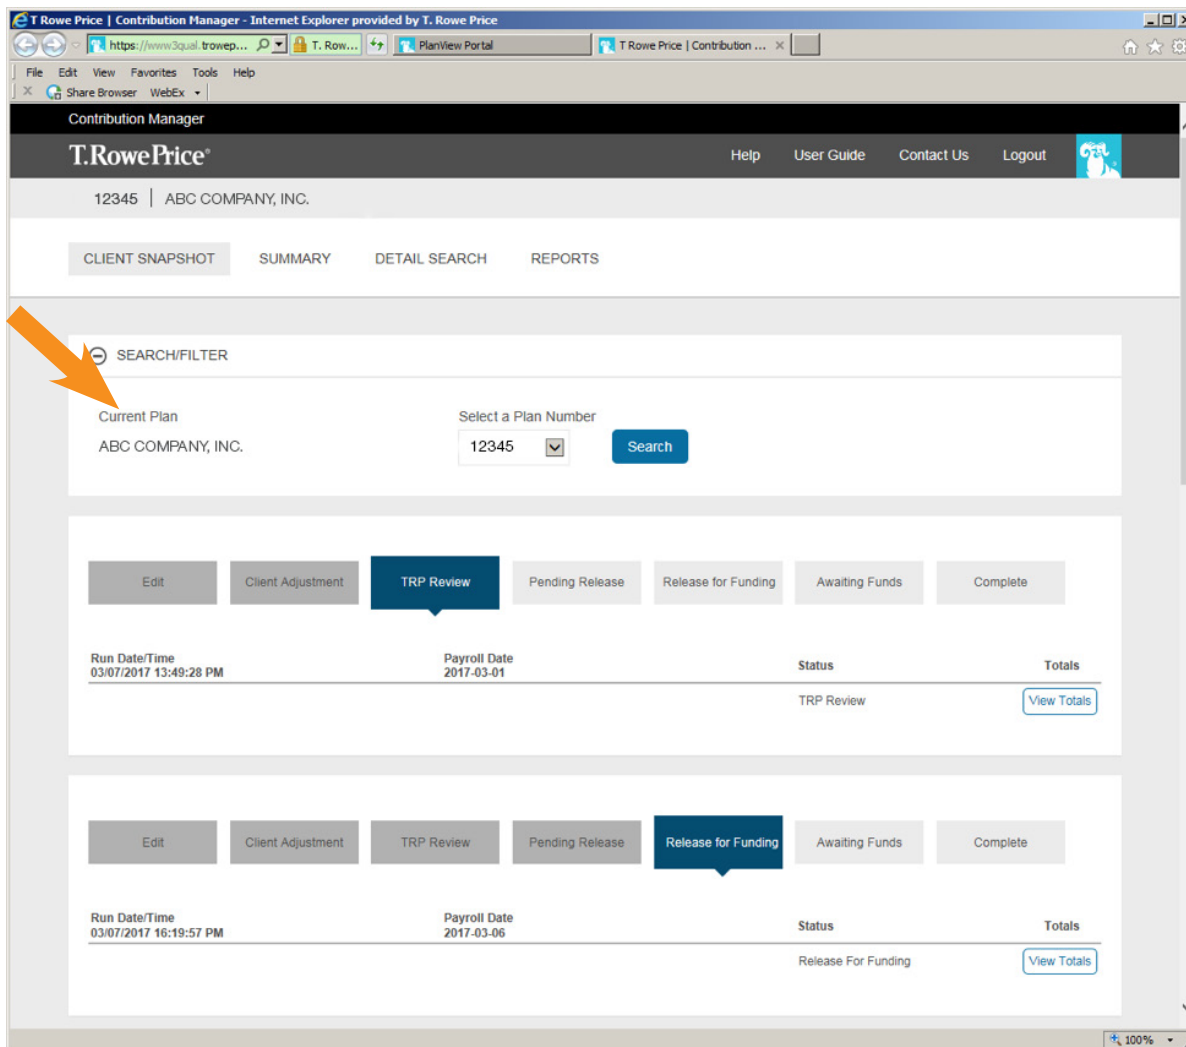 T Rowe Price | Contribution Manager - Internet Explorer provided by T. Rowe Price
https://www3qual.trowep... T. Row... PlanView Portal T Rowe Price | Contribution ...
File Edit View Favorites Tools Help
Share Browser WebEx
Contribution Manager
T.RowePrice Help User Guide Contact Us Logout
12345 | ABC COMPANY, INC.
CLIENT SNAPSHOT SUMMARY DETAIL SEARCH REPORTS
SEARCH/FILTER
Current Plan Select a Plan Number
ABC COMPANY, INC. 12345 Search
Edit Client Adjustment TRP Review Pending Release Release for Funding Awaiting Funds Complete
Run Date/Time Payroll Date
03/07/2017 13:49:28 PM 2017-03-01 Status Totals
TRP Review View Totals
Edit Client Adjustment TRP Review Pending Release Release for Funding Awaiting Funds Complete
Run Date/Time Payroll Date
03/07/2017 16:19:57 PM 2017-03-06 Status Totals
Release For Funding View Totals
100%